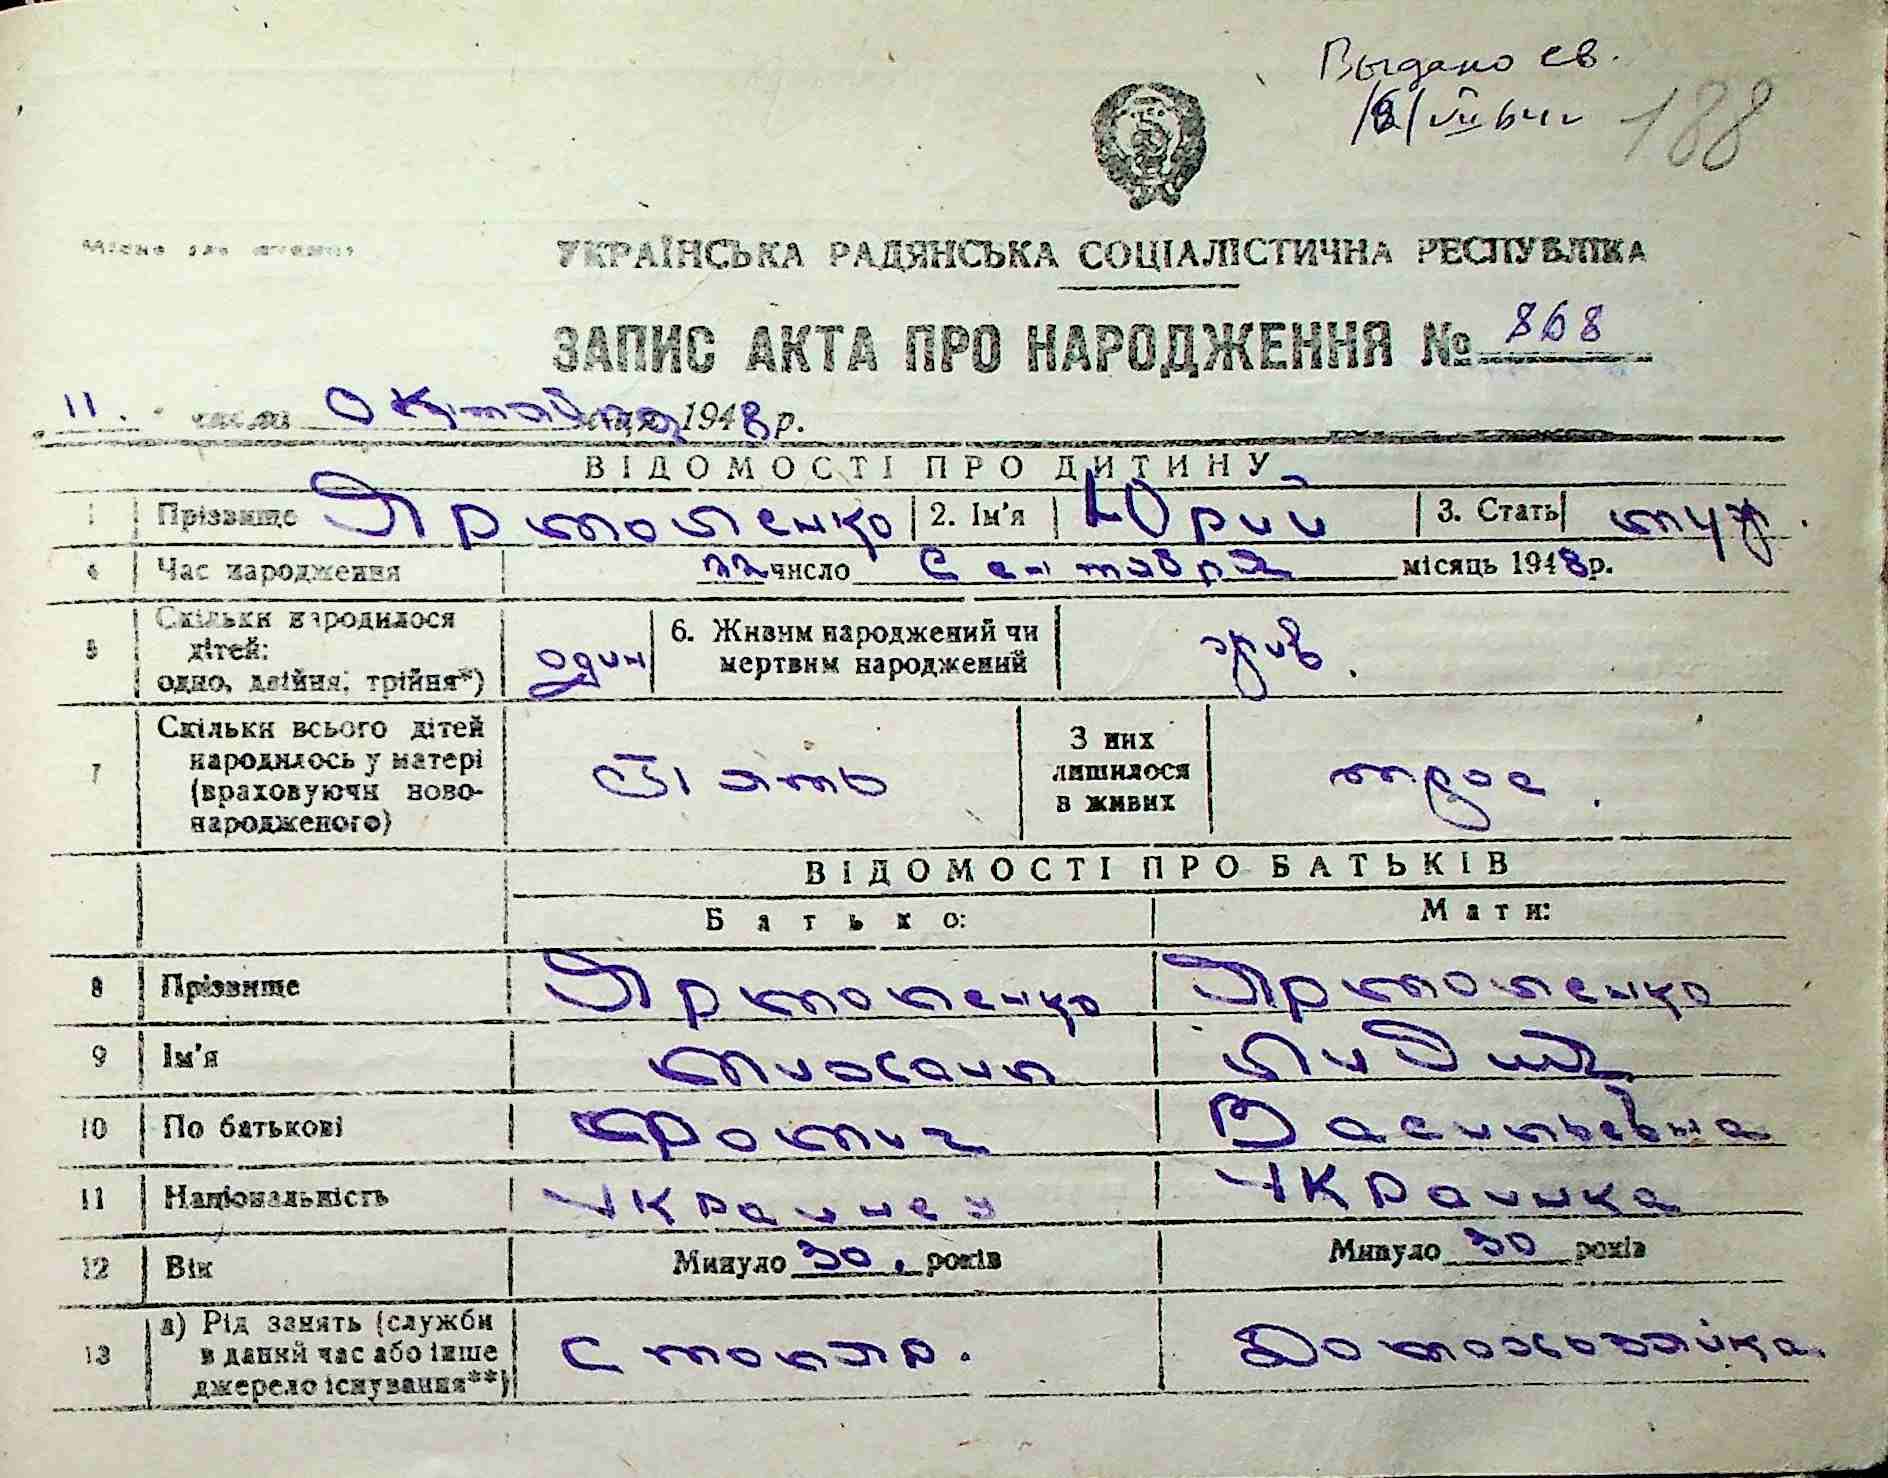 Выдано св.
188
Місце для
УКРАЇНСЬКА РАДЯНСЬКА СОЦІАЛІСТИЧНА РЕСПУБЛІКА
ЗАПИС АКТА ПРО НАРОДЖЕННЯ № 868
„11." числа Октября місяця 1948 р.
ВІДОМОСТІ ПРО ДИТИНУ
1 Прізвище Ярмоленко 2. Ім'я Юрий 3. Стать муж.
4 Час народження 22 число Сентября місяць 1948 р.
5 Скільки народилося дітей: одно, двійня, трійня*) один 6. Живим народжений чи мертвим народжений жив.
7 Скільки всього дітей народилось у матері (враховуючи новонародженого) Пять З них лишилося в живих трое.
ВІДОМОСТІ ПРО БАТЬКІВ
Батько: Мати:
8 Прізвище Ярмоленко Ярмоленко
9 Ім'я Михаил Лидия
10 По батькові Фомич Васильевна
11 Національність Украинец Украинка
12 Вік Минуло 30. років Минуло 30 років
13 а) Рід занять (служби в даний час або інше джерело існування**) Столяр. Домохозяйка.